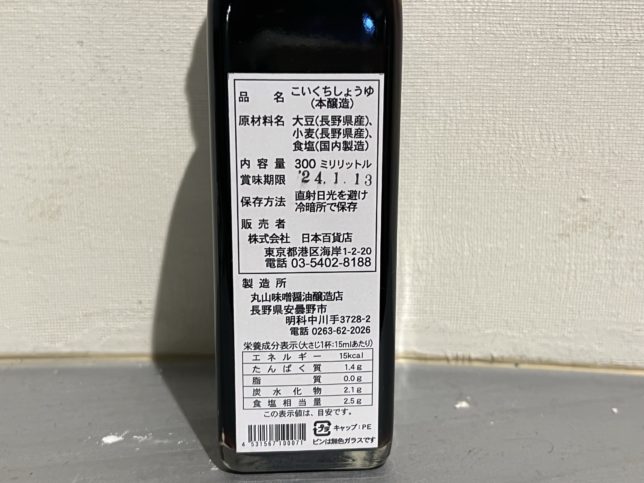 品名 こいくちしょうゆ
(本醸造)
原材料名 大豆(長野県産)、
小麦(長野県産)、
食塩(国内製造)
内容量 300 ミリリットル
賞味期限 '24.1.13
保存方法 直射日光を避け
冷暗所で保存
販売者
株式会社 日本百貨店
東京都港区海岸1-2-20
電話 03-5402-8188
製造所
丸山味噌醤油醸造店
長野県安曇野市
明科中川手3728-2
電話 0263-62-2026
栄養成分表示(大さじ1杯:15mlあたり)
エネルギー 15kcal
たんぱく質 1.4g
脂質 0.0g
炭水化物 2.1g
食塩相当量 2.5g
この表示値は、目安です。
プラ キャップ:PE
ビンは無色ガラスです
4 531567 100071